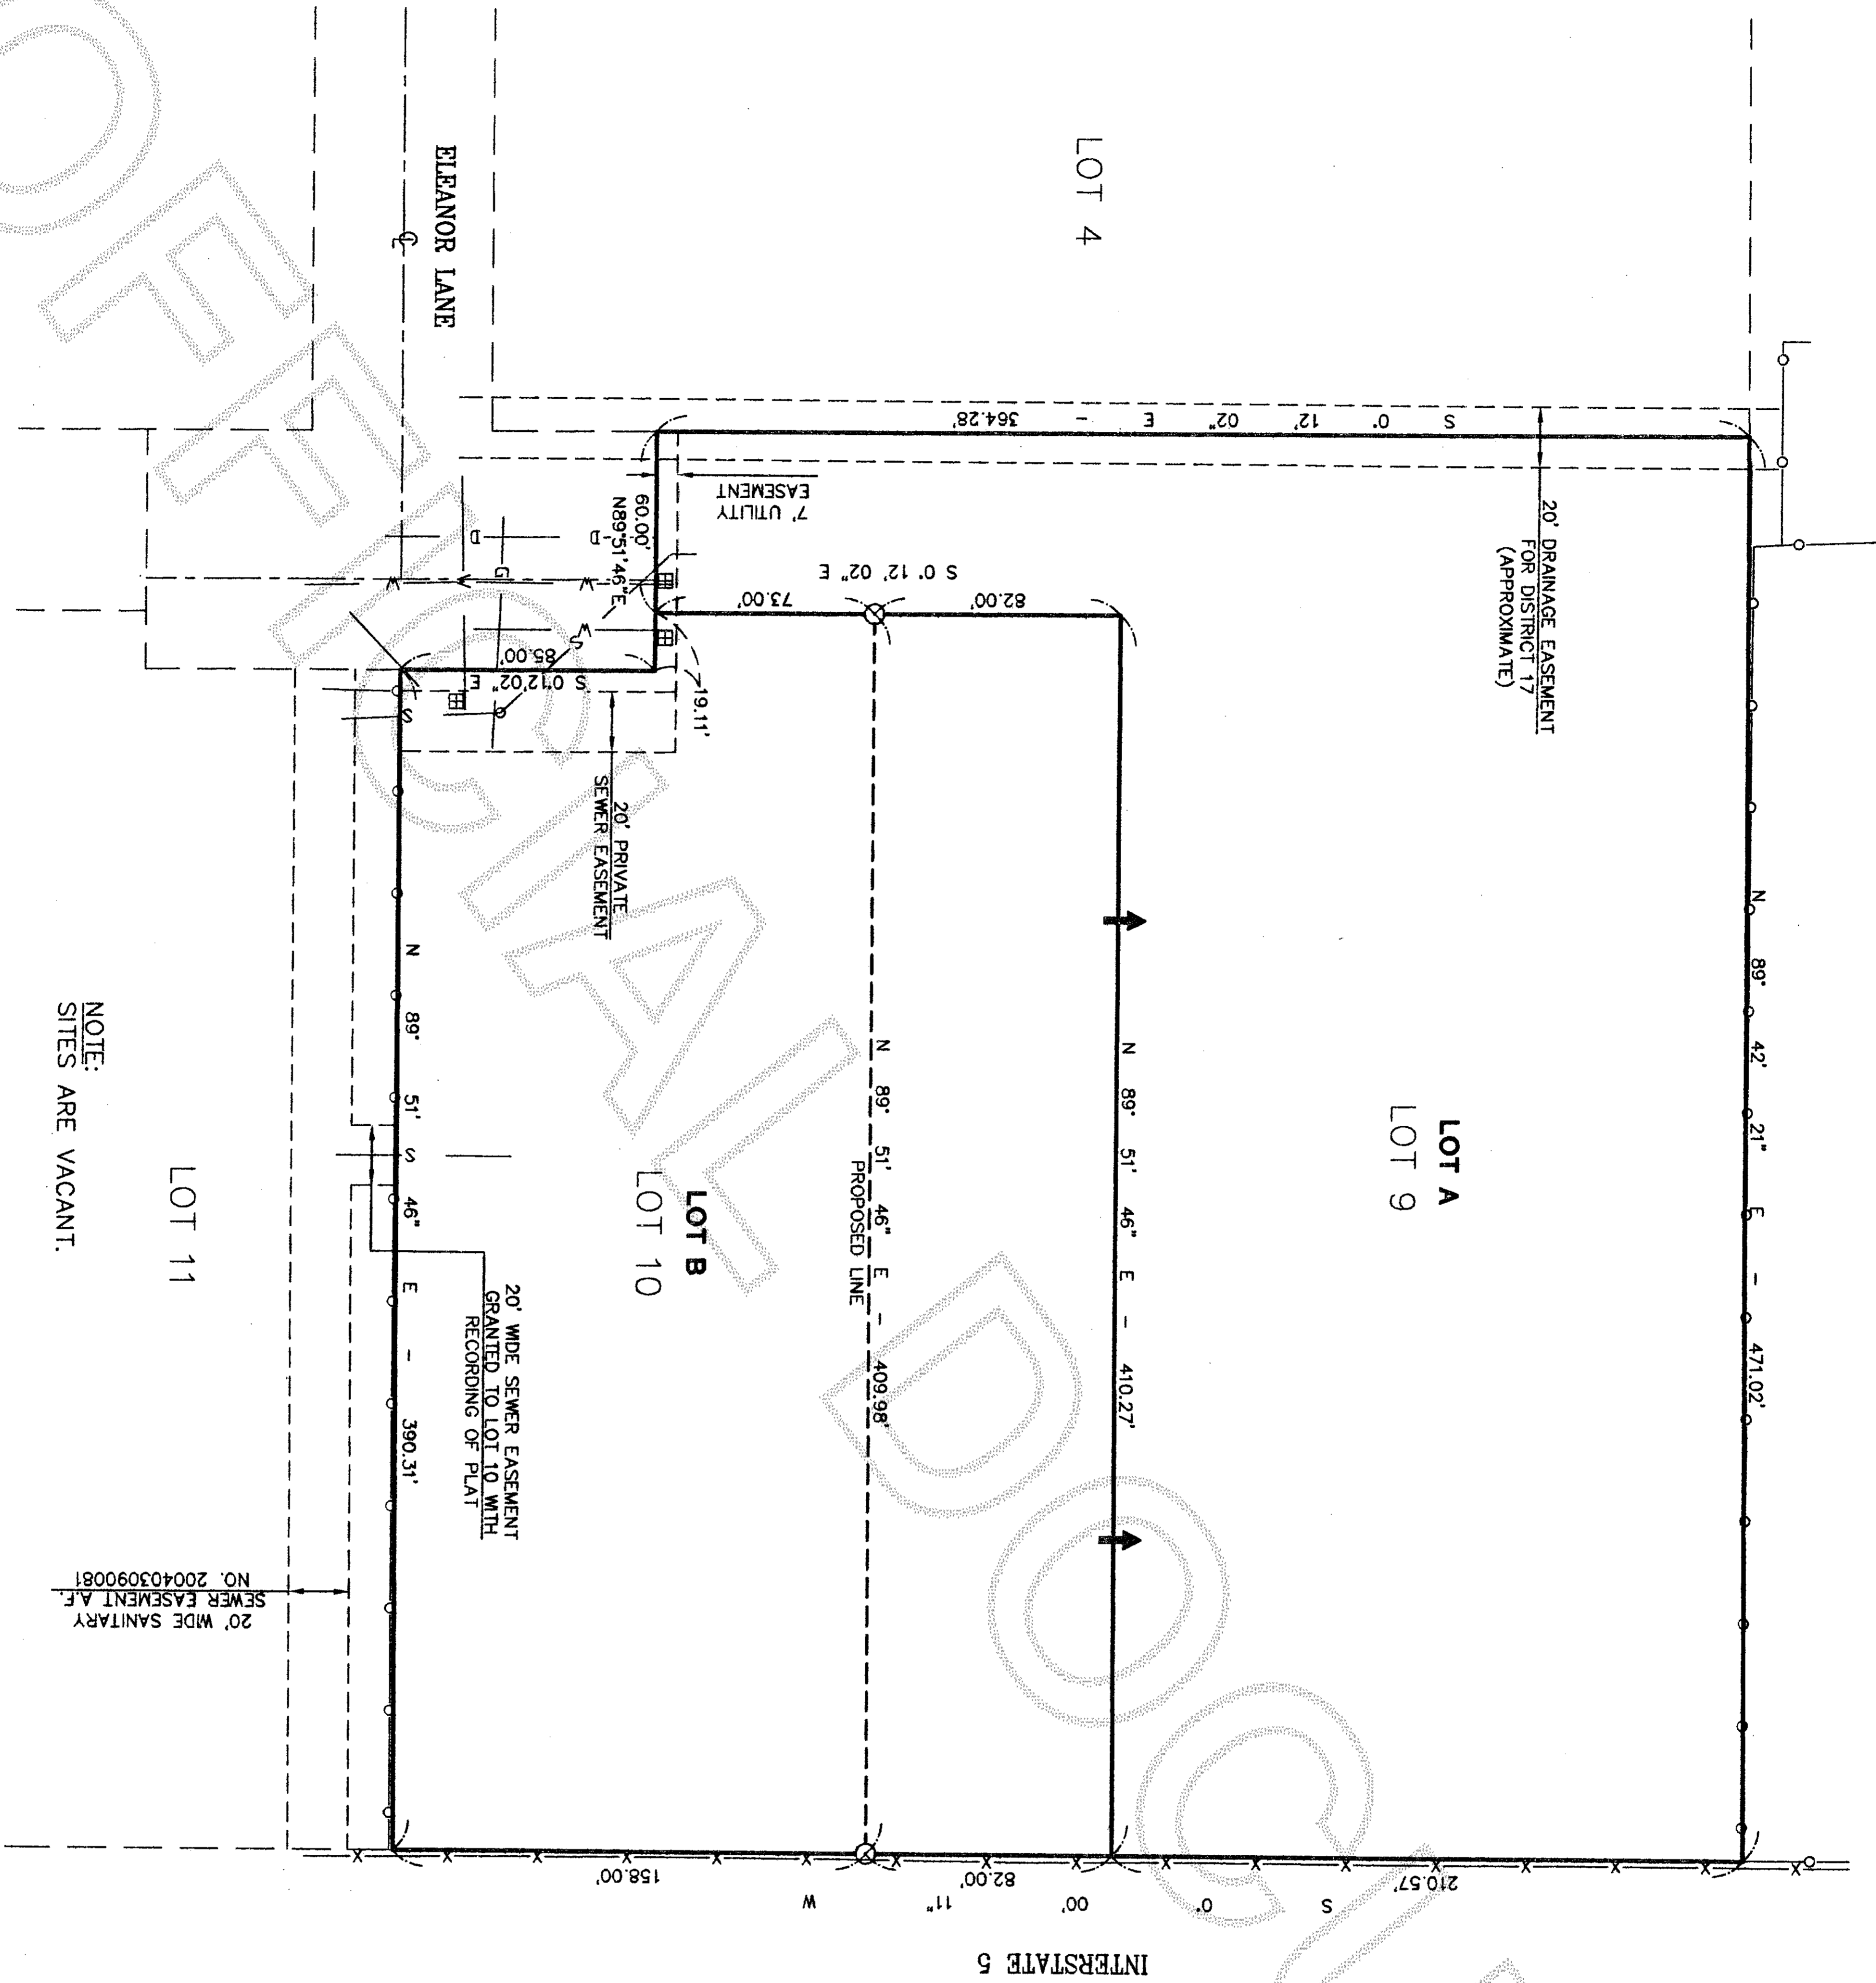 LOT 4
ELEANOR LANE
S 0° 12' 02" E - 364.28'
20' DRAINAGE EASEMENT
FOR DISTRICT 17
(APPROXIMATE)
7' UTILITY
EASEMENT
60.00'
N89°51'46"E
S 0° 12' 02" E
73.00'
82.00'
85.00'
S 0°12'02" E
19.11'
20' PRIVATE
SEWER EASEMENT
D
D
G
W
W
W
S
S
S
N 89° 42' 21" E - 471.02'
LOT A
LOT 9
N 89° 51' 46" E - 410.27'
N 89° 51' 46" E - 409.98'
PROPOSED LINE
LOT B
LOT 10
N 89° 51' 46" E - 390.31'
20' WIDE SEWER EASEMENT
GRANTED TO LOT 10 WITH
RECORDING OF PLAT
LOT 11
NOTE:
SITES ARE VACANT.
20' WIDE SANITARY
SEWER EASEMENT A.F.
NO. 200403090081
210.57'
82.00'
158.00'
S 0° 00' 11" W
INTERSTATE 5
OFFICIAL DOC